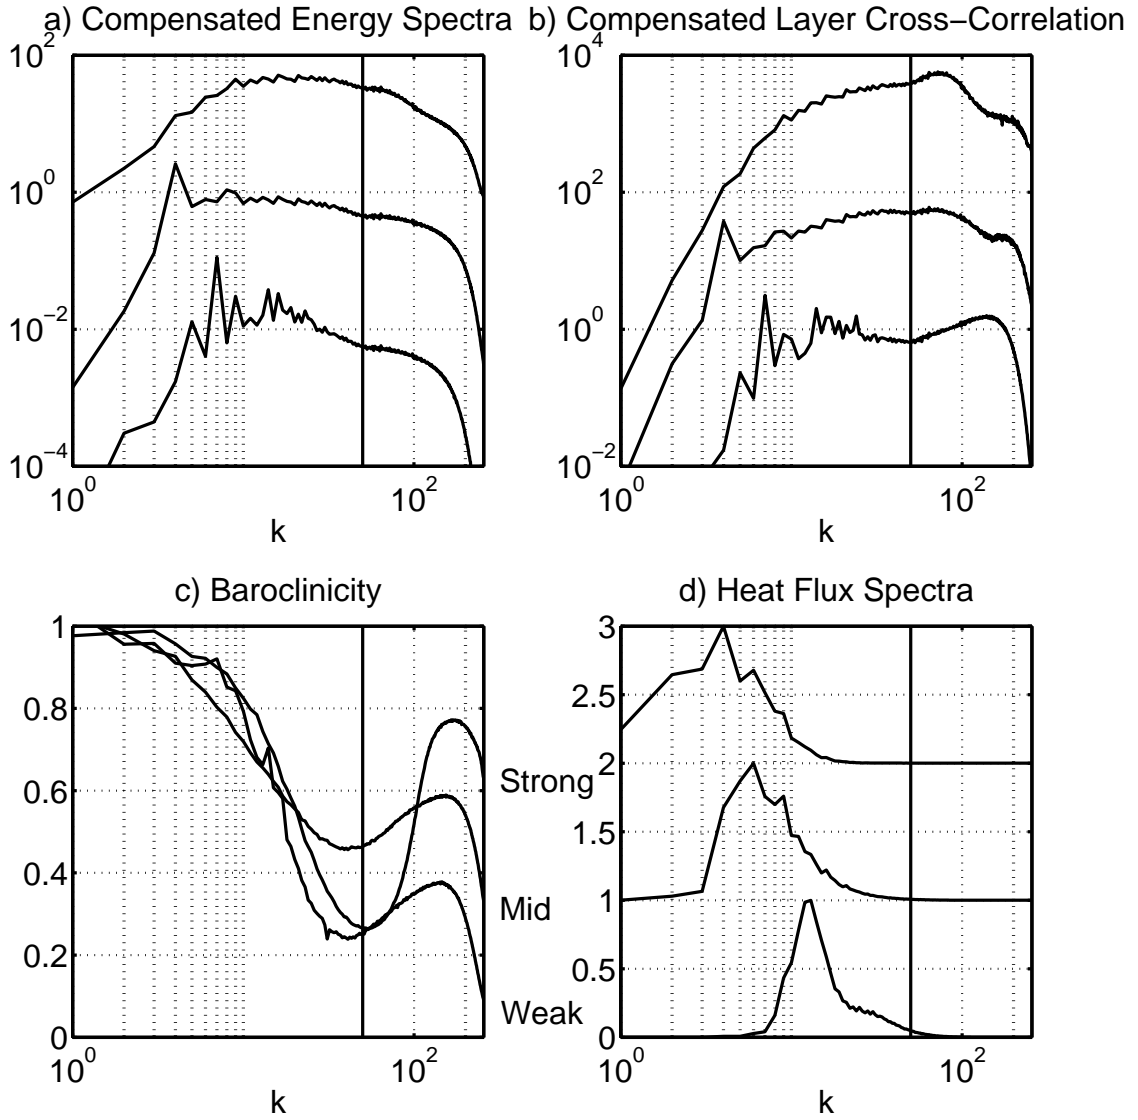 a) Compensated Energy Spectra
b) Compensated Layer Cross−Correlation
10^2
10^0
10^−2
10^−4
10^0
10^2
k
10^4
10^2
10^0
10^−2
10^0
10^2
k
c) Baroclinicity
1
0.8
0.6
0.4
0.2
0
10^0
10^2
k
Strong
Mid
Weak
d) Heat Flux Spectra
3
2.5
2
1.5
1
0.5
0
10^0
10^2
k